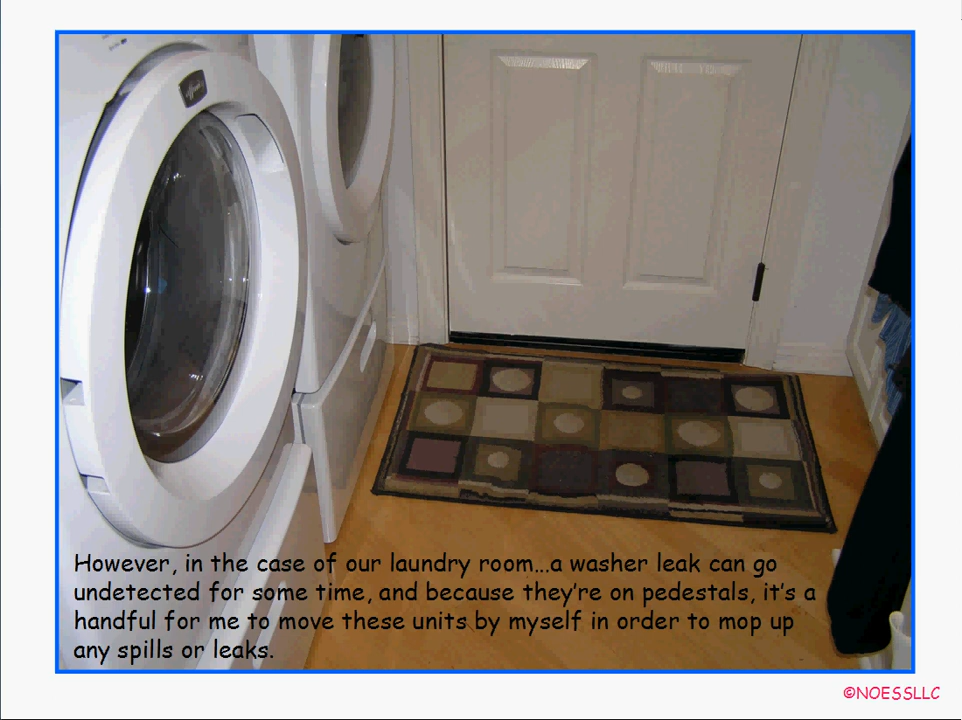 However, in the case of our laundry room...a washer leak can go
undetected for some time, and because they're on pedestals, it's a
handful for me to move these units by myself in order to mop up
any spills or leaks.
©NOESSLLC